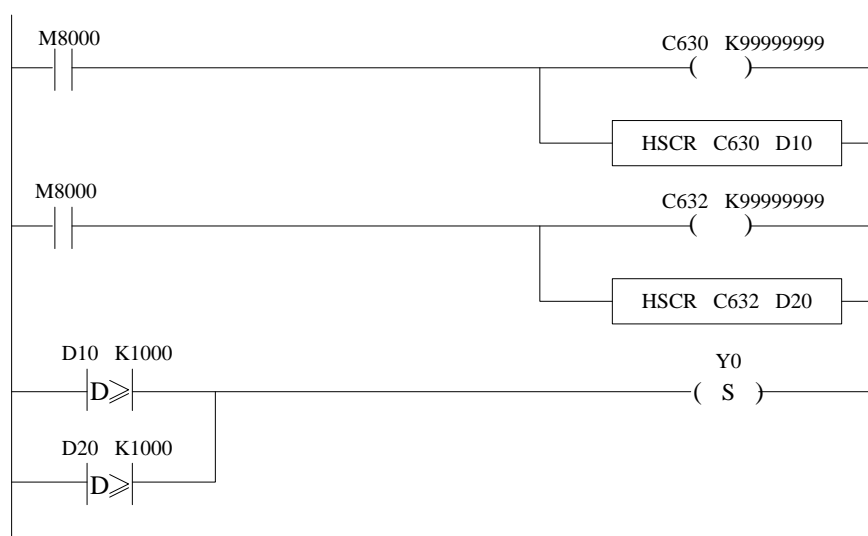 M8000
C630 K99999999
( )
HSCR C630 D10
M8000
C632 K99999999
( )
HSCR C632 D20
D10 K1000
Y0
D≥
( S )
D20 K1000
D≥